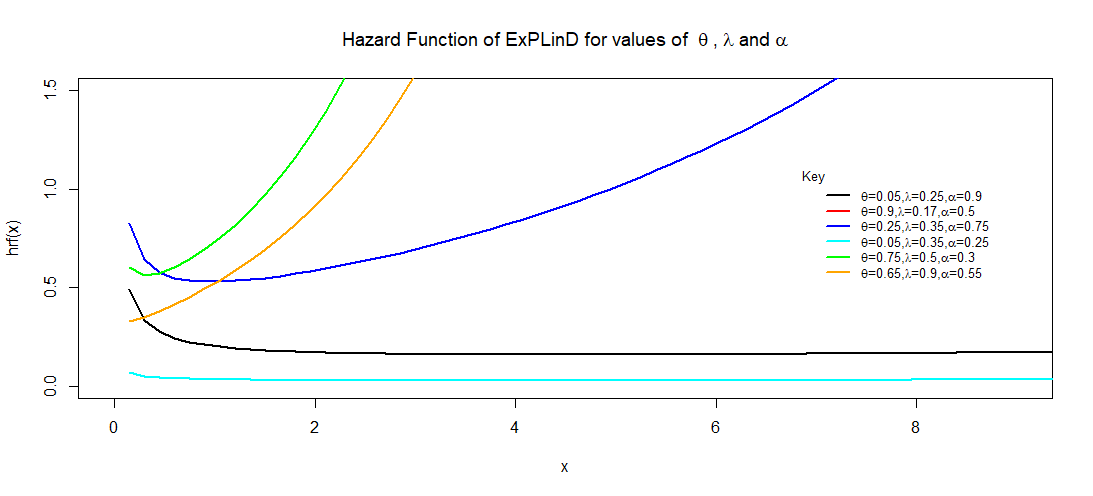 Hazard Function of ExPLinD for values of θ , λ and α
hrf(x)
1.5
1.0
0.5
0.0
Key
θ=0.05,λ=0.25,α=0.9
θ=0.9,λ=0.17,α=0.5
θ=0.25,λ=0.35,α=0.75
θ=0.05,λ=0.35,α=0.25
θ=0.75,λ=0.5,α=0.3
θ=0.65,λ=0.9,α=0.55
0 2 4 6 8
x